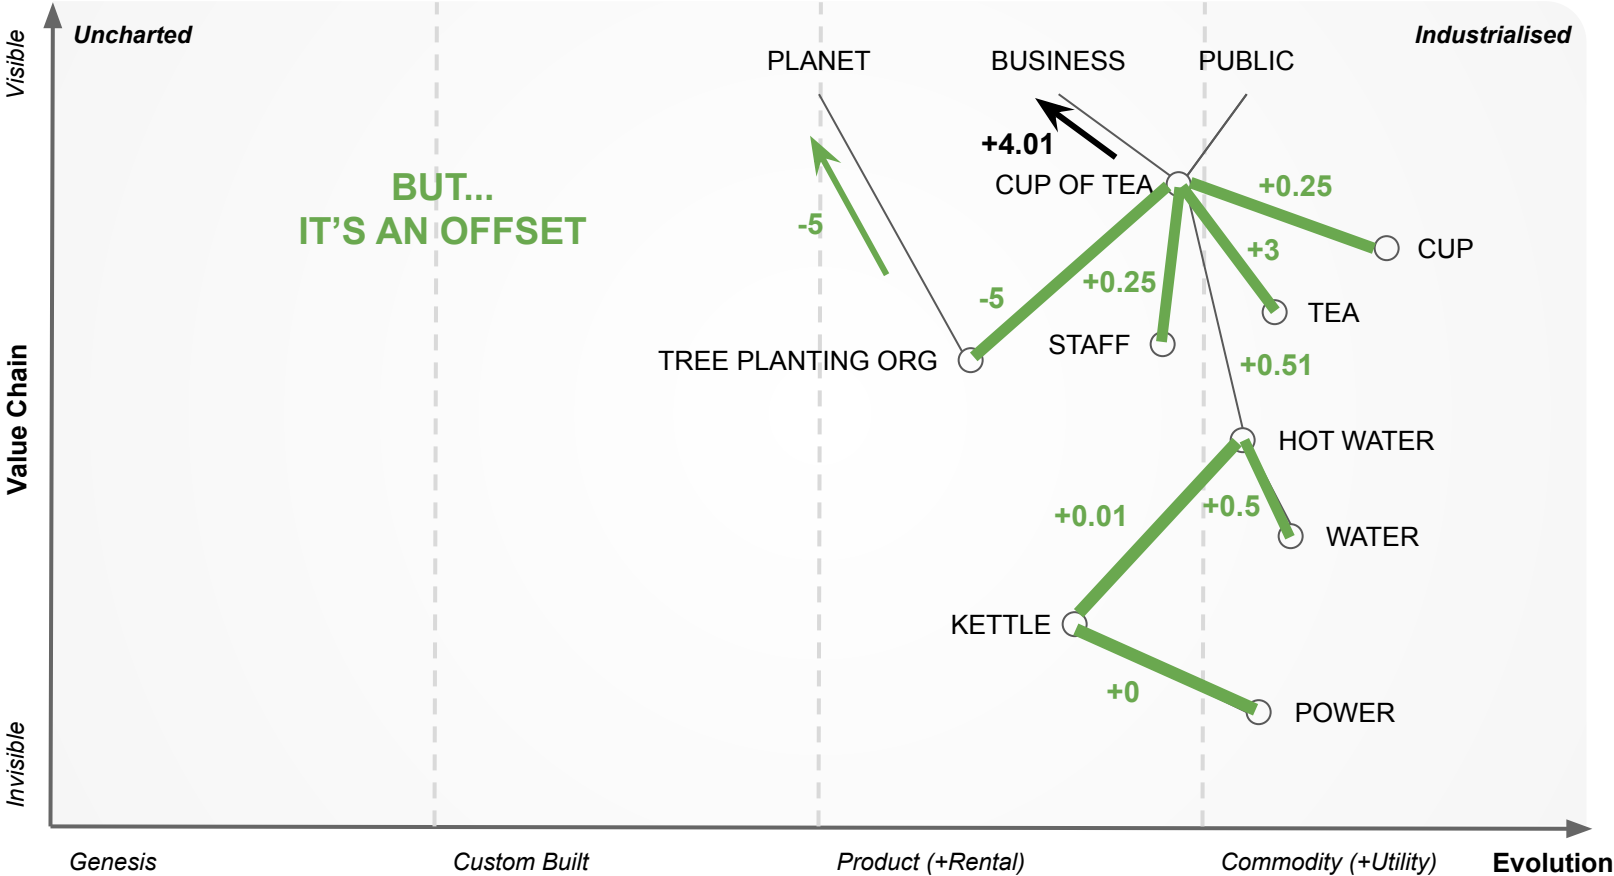 Uncharted
Industrialised
Visible
PLANET
BUSINESS
PUBLIC
+4.01
BUT...
IT'S AN OFFSET
CUP OF TEA
+0.25
-5
+3
CUP
-5
+0.25
TEA
STAFF
TREE PLANTING ORG
+0.51
Value Chain
HOT WATER
+0.01
+0.5
WATER
KETTLE
+0
POWER
Invisible
Genesis
Custom Built
Product (+Rental)
Commodity (+Utility)
Evolution